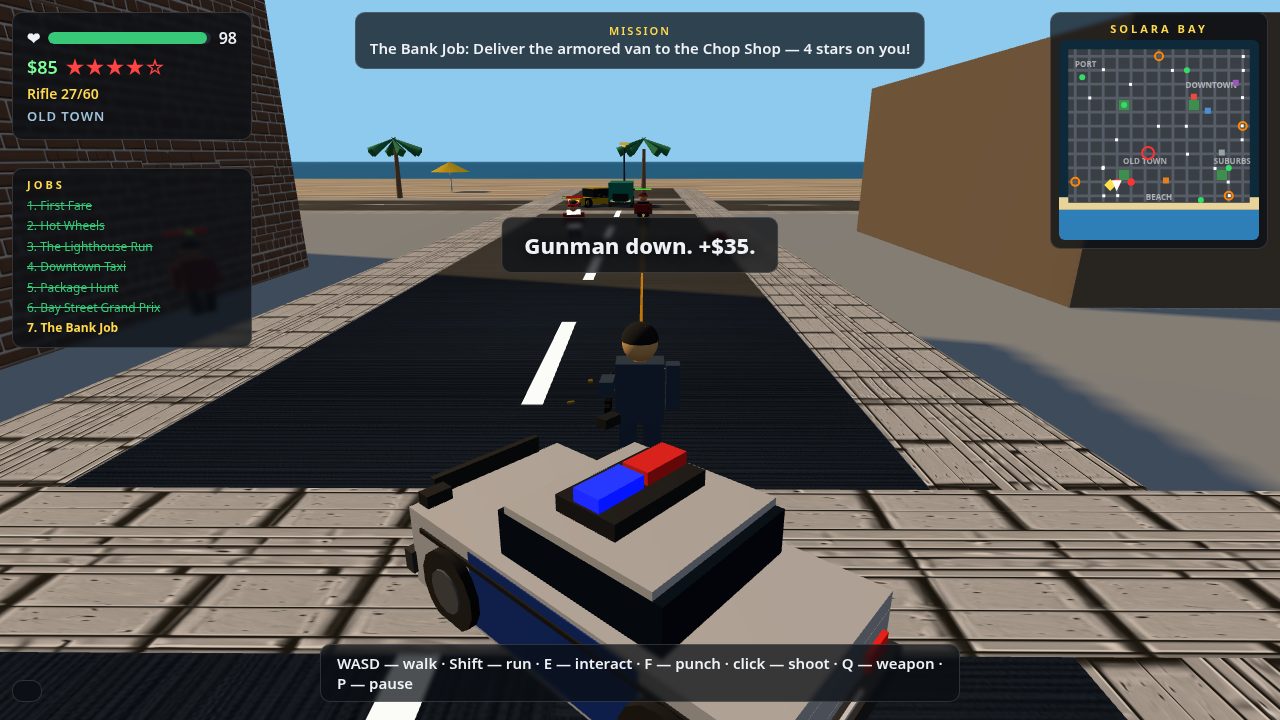 98
$85 ★★★★☆
Rifle 27/60
OLD TOWN
JOBS
1. First Fare
2. Hot Wheels
3. The Lighthouse Run
4. Downtown Taxi
5. Package Hunt
6. Bay Street Grand Prix
7. The Bank Job
MISSION
The Bank Job: Deliver the armored van to the Chop Shop — 4 stars on you!
Gunman down. +$35.
SOLARA BAY
PORT
DOWNTOWN
OLD TOWN
SUBURBS
BEACH
WASD — walk · Shift — run · E — interact · F — punch · click — shoot · Q — weapon ·
P — pause